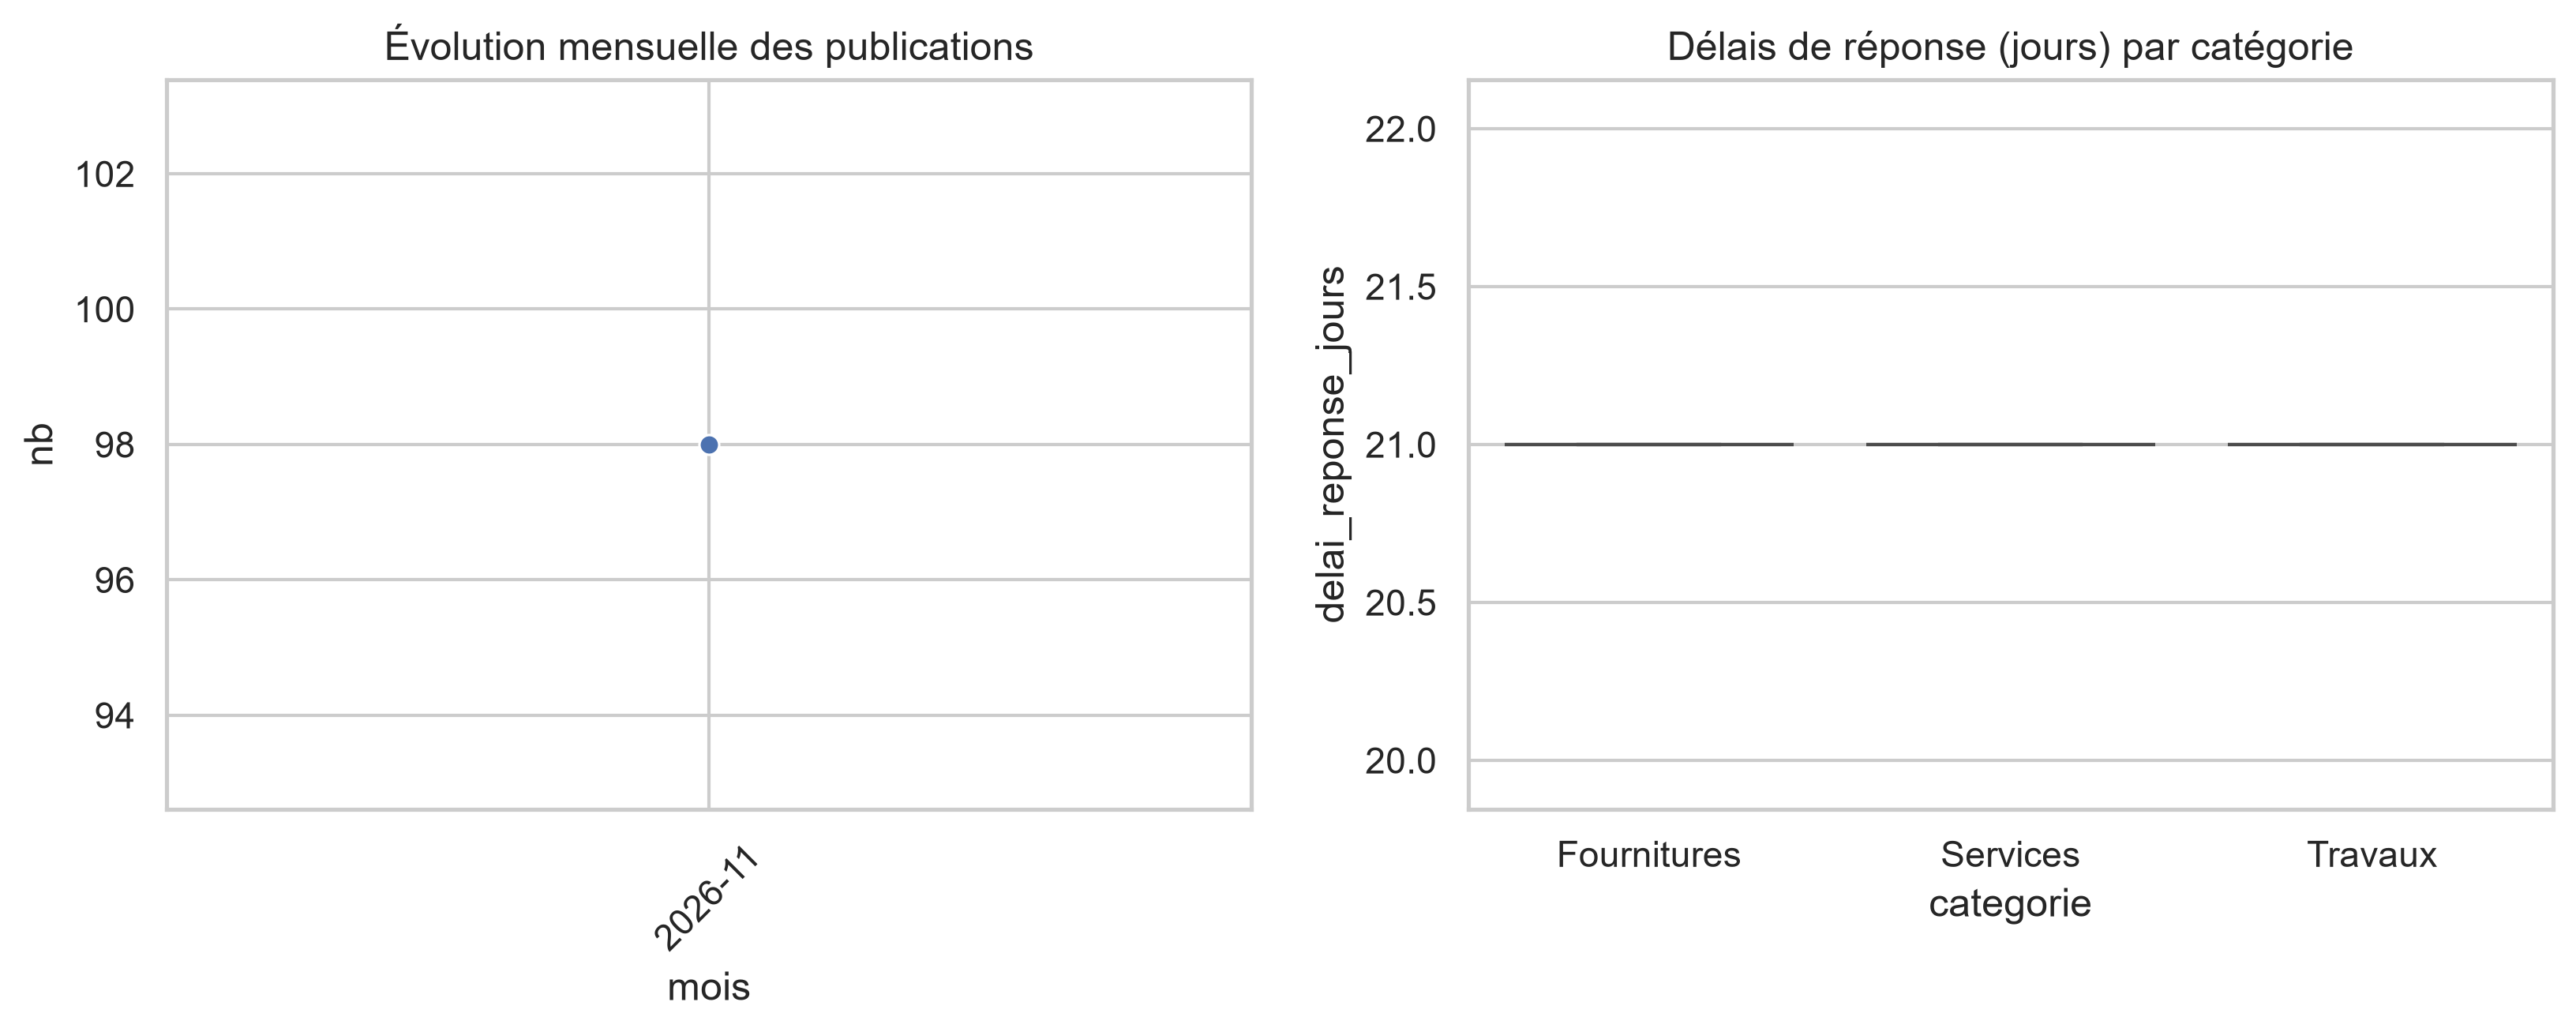 Évolution mensuelle des publications
102
100
98
96
94
nb
2026-11
mois
Délais de réponse (jours) par catégorie
22.0
21.5
21.0
20.5
20.0
delai_reponse_jours
Fournitures Services Travaux
categorie